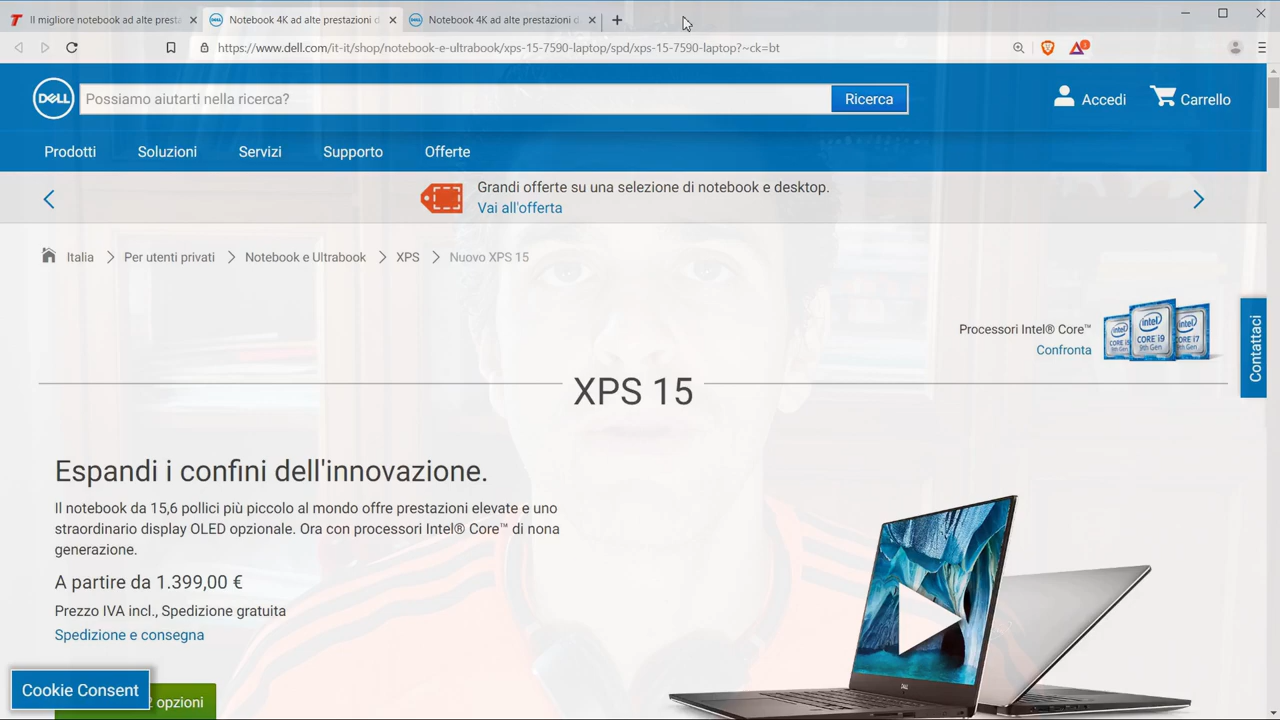 Il migliore notebook ad alte presta
Notebook 4K ad alte prestazioni d
Notebook 4K ad alte prestazioni d
https://www.dell.com/it-it/shop/notebook-e-ultrabook/xps-15-7590-laptop/spd/xps-15-7590-laptop?~ck=bt
DELL
Possiamo aiutarti nella ricerca?
Ricerca
Accedi
Carrello
Prodotti
Soluzioni
Servizi
Supporto
Offerte
Grandi offerte su una selezione di notebook e desktop.
Vai all'offerta
Italia
Per utenti privati
Notebook e Ultrabook
XPS
Nuovo XPS 15
Processori Intel® Core™
Confronta
intel
CORE i9
9th Gen
intel
CORE i7
9th Gen
Contattaci
XPS 15
Espandi i confini dell'innovazione.
Il notebook da 15,6 pollici più piccolo al mondo offre prestazioni elevate e uno
straordinario display OLED opzionale. Ora con processori Intel® Core™ di nona
generazione.
A partire da 1.399,00 €
Prezzo IVA incl., Spedizione gratuita
Spedizione e consegna
Cookie Consent
opzioni